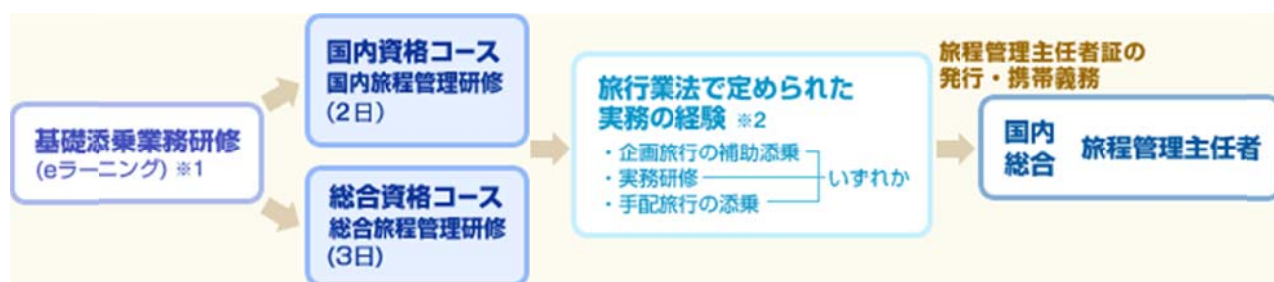 基礎添乗業務研修
(eラーニング) ※1
国内資格コース
国内旅程管理研修
(2日)
総合資格コース
総合旅程管理研修
(3日)
旅行業法で定められた
実務の経験 ※2
・企画旅行の補助添乗
・実務研修
・手配旅行の添乗
いずれか
旅程管理主任者証の
発行・携帯義務
国内
総合
旅程管理主任者